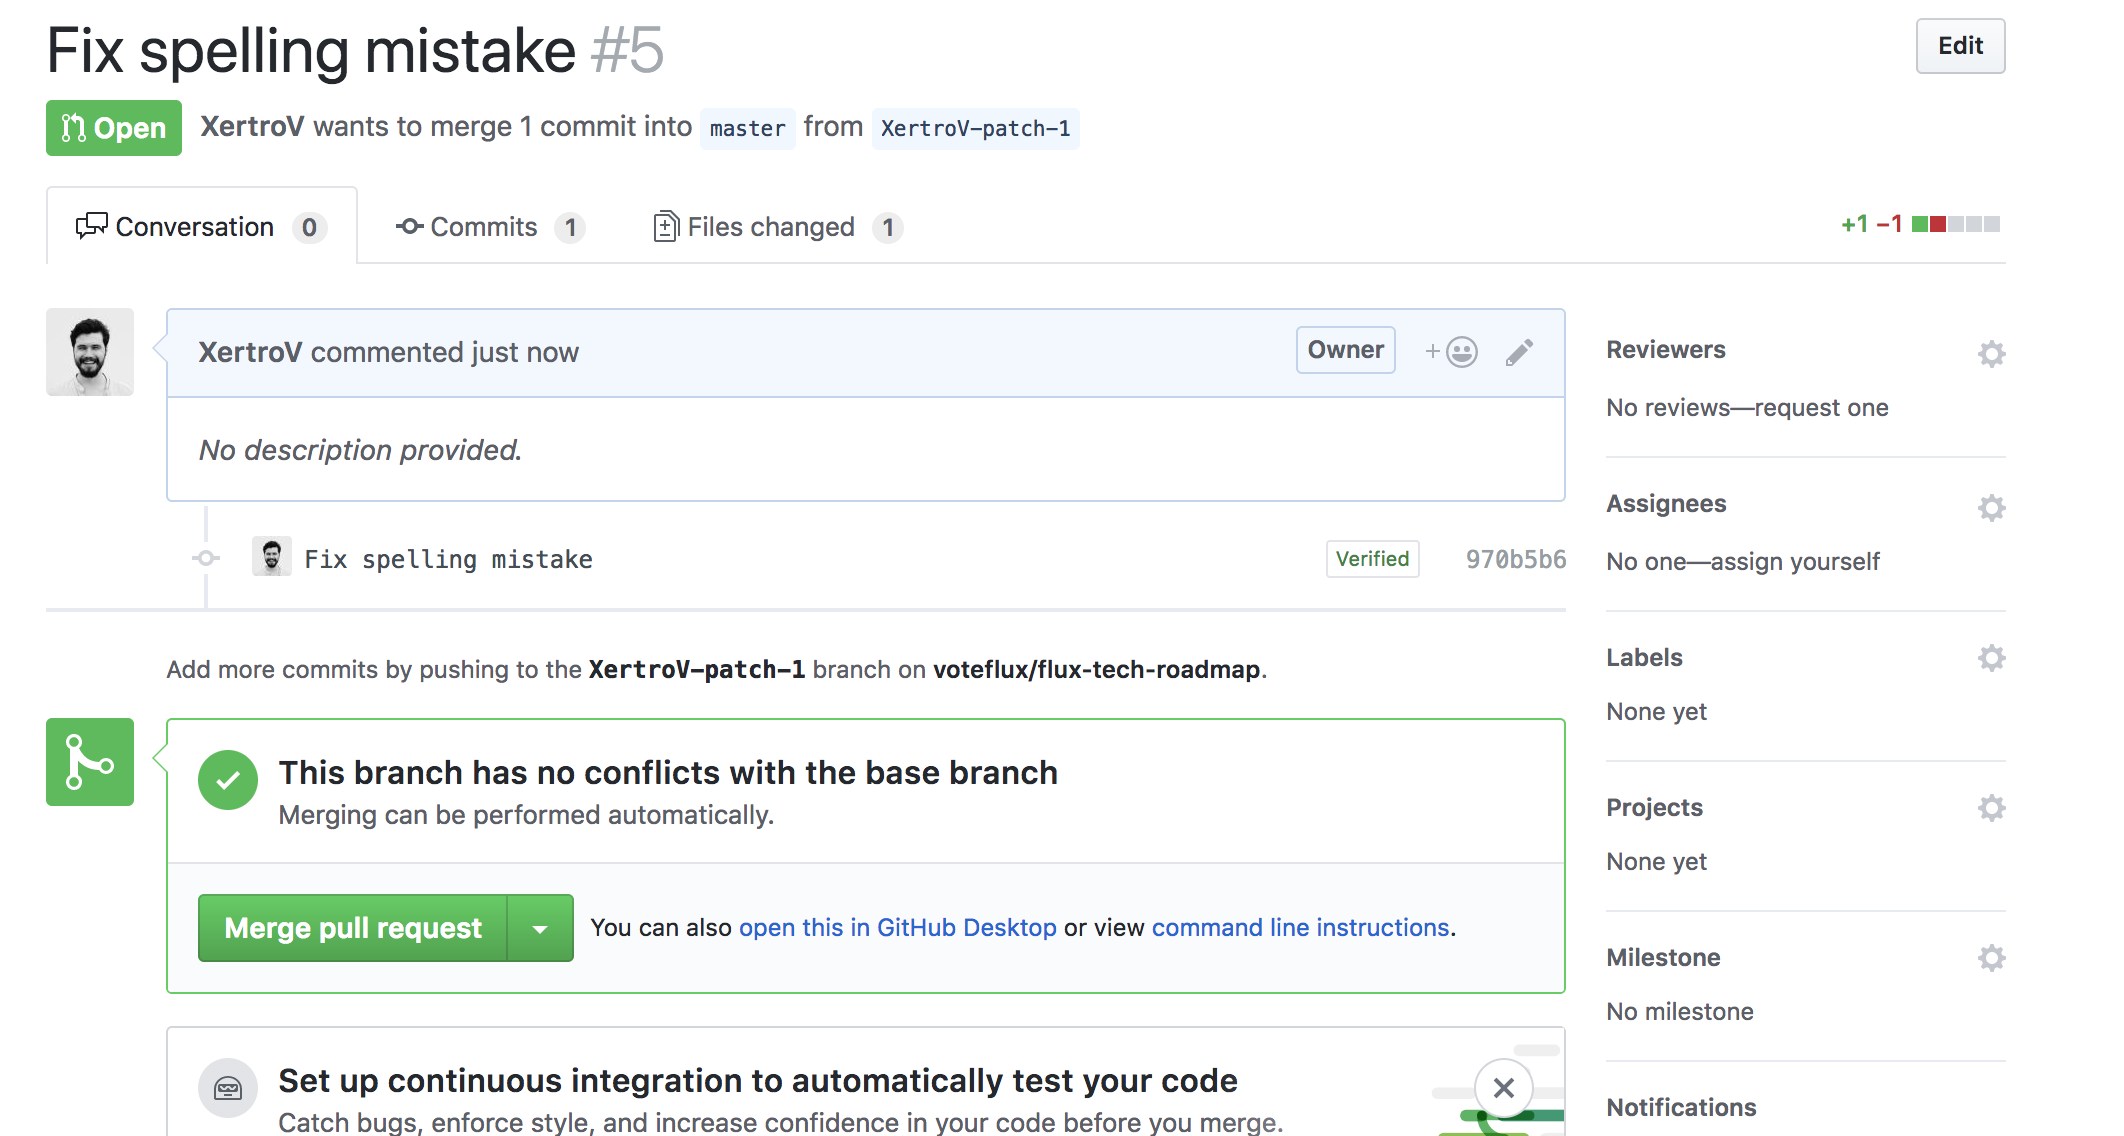 Fix spelling mistake #5
Edit
Open XertroV wants to merge 1 commit into master from XertroV-patch-1
Conversation 0 Commits 1 Files changed 1 +1 −1
XertroV commented just now Owner +
No description provided.
Fix spelling mistake Verified 970b5b6
Add more commits by pushing to the XertroV-patch-1 branch on voteflux/flux-tech-roadmap.
This branch has no conflicts with the base branch
Merging can be performed automatically.
Merge pull request You can also open this in GitHub Desktop or view command line instructions.
Set up continuous integration to automatically test your code
Catch bugs, enforce style, and increase confidence in your code before you merge.
Reviewers
No reviews—request one
Assignees
No one—assign yourself
Labels
None yet
Projects
None yet
Milestone
No milestone
Notifications